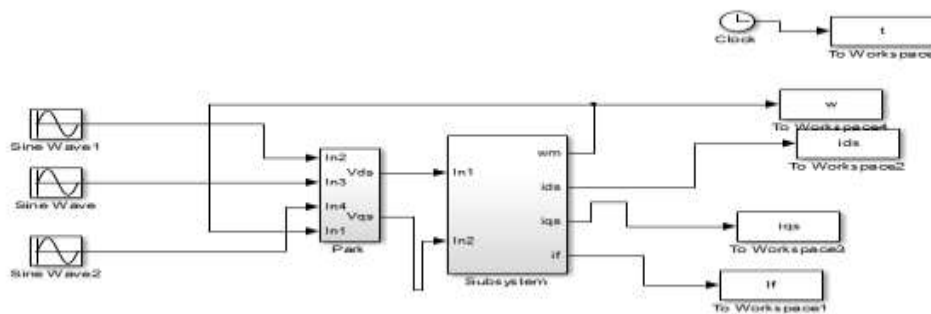 t
Clock
To Workspace
w
To Workspace4
Sine Wave1
ids
To Workspace2
In2
In3
In4
In1
Vds
Vqs
Park
In1
In2
wm
ids
iqs
if
Subsystem
Sine Wave
Sine Wave2
iqs
To Workspace3
If
To Workspace1